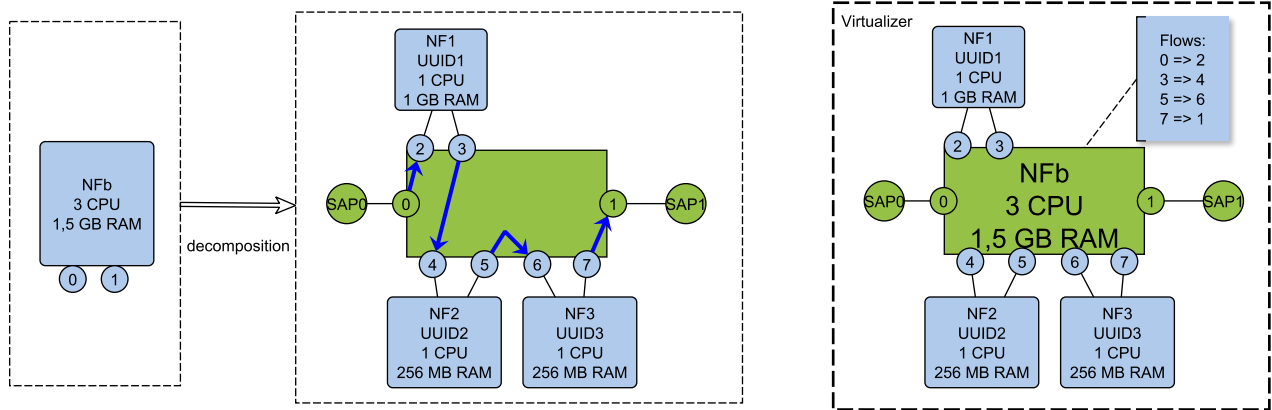 NFb
3 CPU
1,5 GB RAM
0
1
decomposition
NF1
UUID1
1 CPU
1 GB RAM
2
3
SAP0
0
1
SAP1
4
5
6
7
NF2
UUID2
1 CPU
256 MB RAM
NF3
UUID3
1 CPU
256 MB RAM
Virtualizer
NF1
UUID1
1 CPU
1 GB RAM
Flows:
0 => 2
3 => 4
5 => 6
7 => 1
2
3
NFb
3 CPU
1,5 GB RAM
SAP0
0
1
SAP1
4
5
6
7
NF2
UUID2
1 CPU
256 MB RAM
NF3
UUID3
1 CPU
256 MB RAM